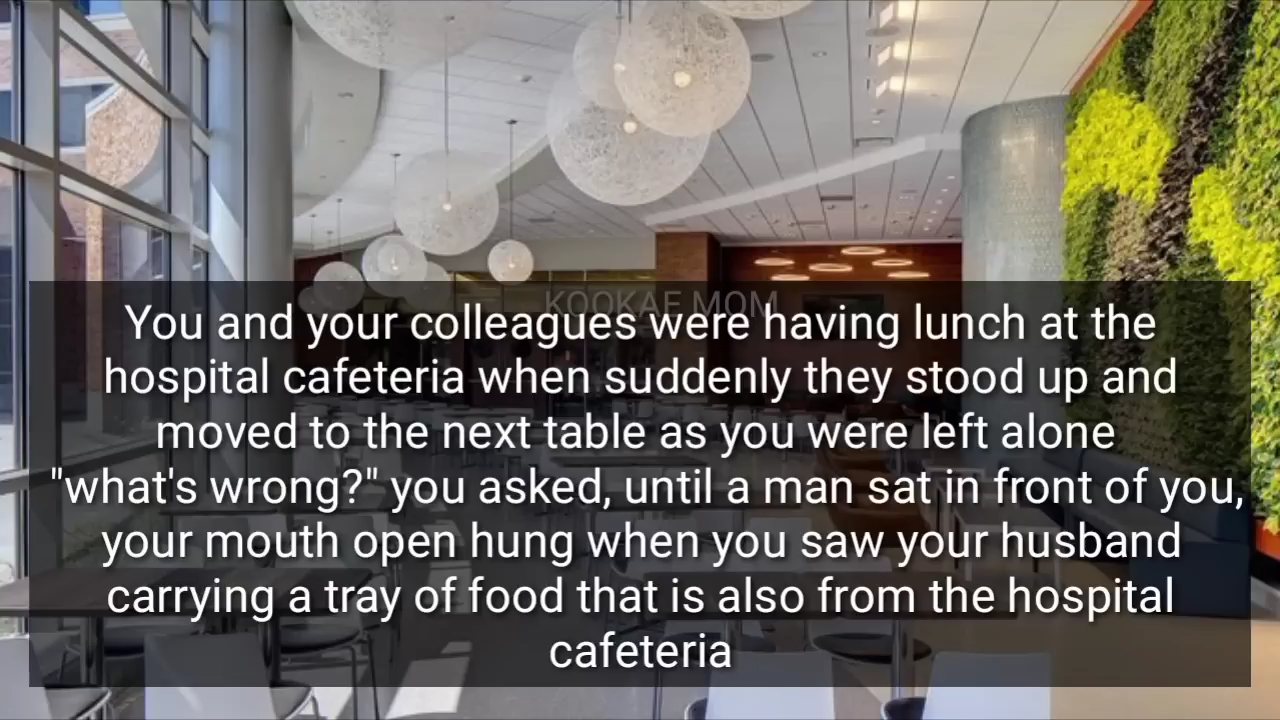 KOOKAE MOM
You and your colleagues were having lunch at the
hospital cafeteria when suddenly they stood up and
moved to the next table as you were left alone
"what's wrong?" you asked, until a man sat in front of you,
your mouth open hung when you saw your husband
carrying a tray of food that is also from the hospital
cafeteria